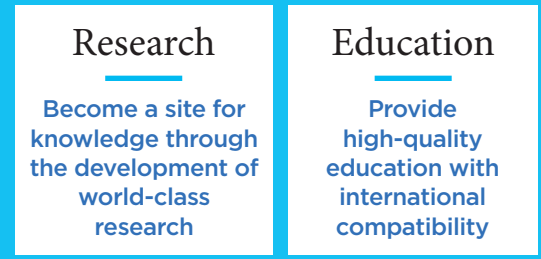 Research
Become a site for
knowledge through
the development of
world-class
research
Education
Provide
high-quality
education with
international
compatibility